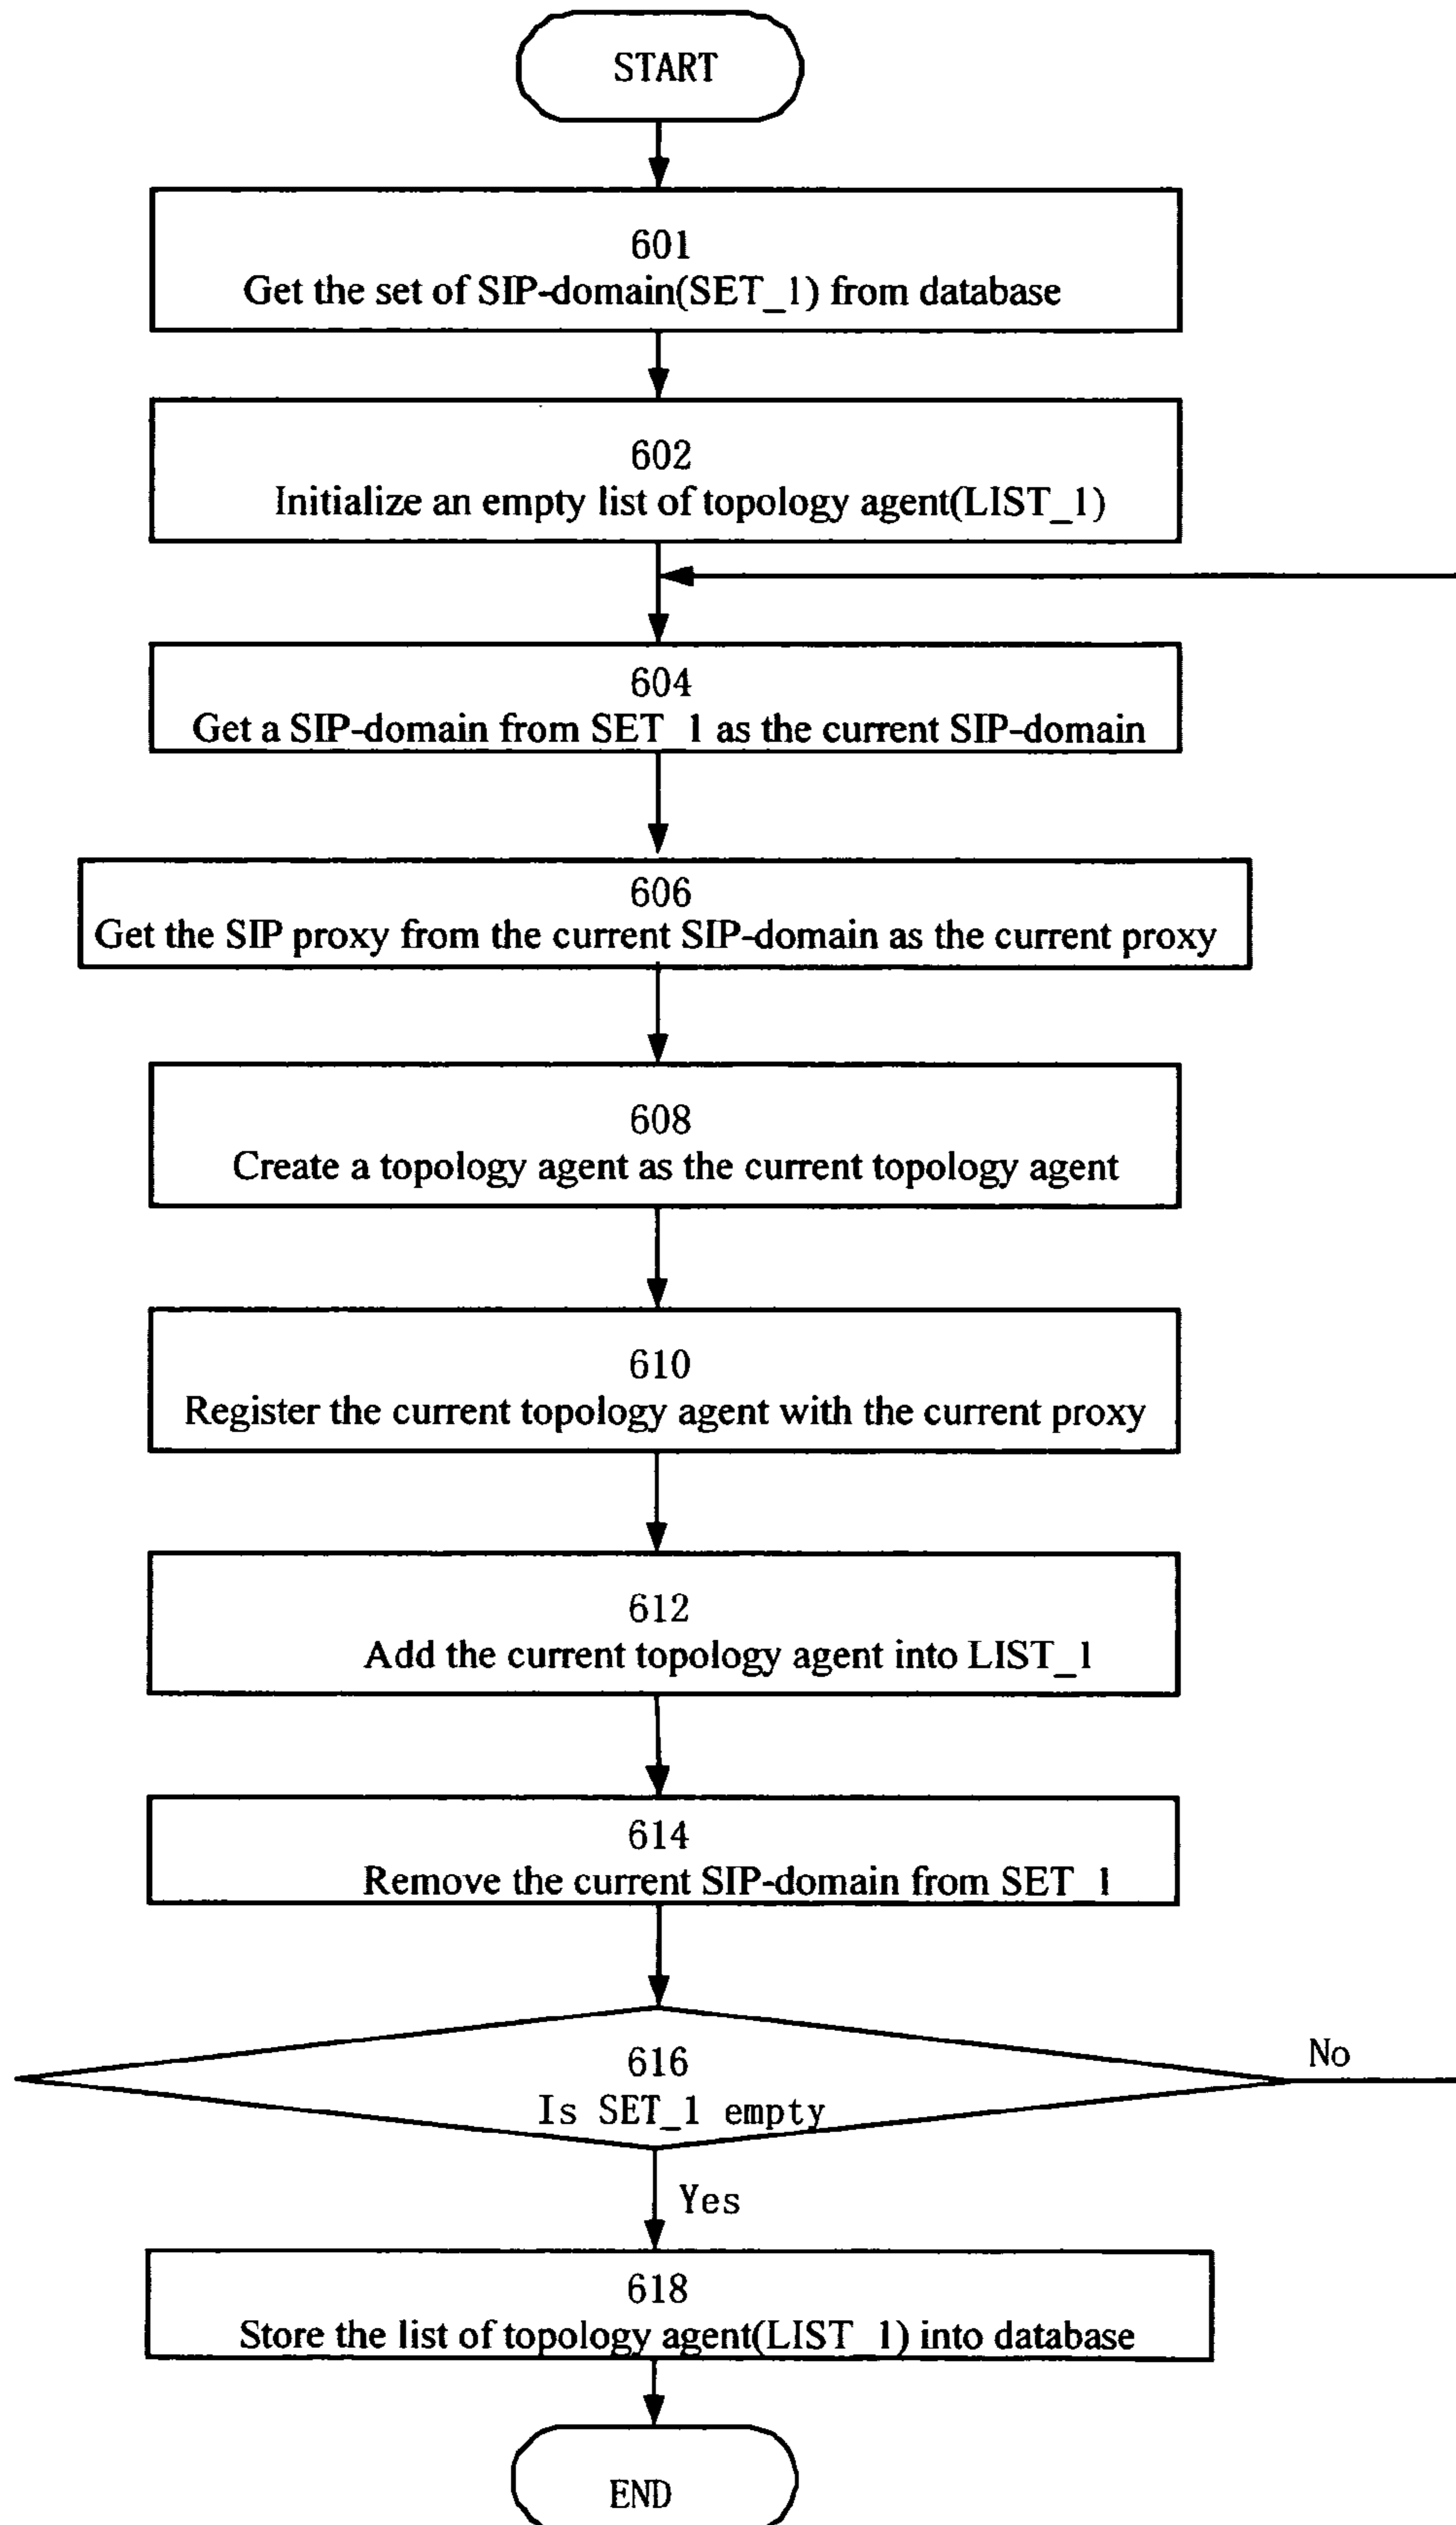 START
601
Get the set of SIP-domain(SET_1) from database
602
Initialize an empty list of topology agent(LIST_1)
604
Get a SIP-domain from SET_1 as the current SIP-domain
606
Get the SIP proxy from the current SIP-domain as the current proxy
608
Create a topology agent as the current topology agent
610
Register the current topology agent with the current proxy
612
Add the current topology agent into LIST_1
614
Remove the current SIP-domain from SET_1
616
No
Is SET_1 empty
Yes
618
Store the list of topology agent(LIST_1) into database
END